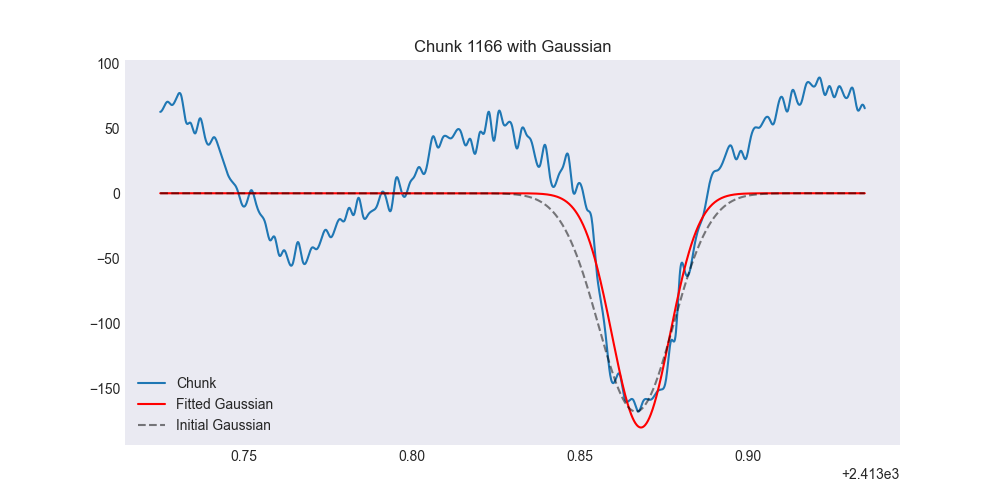 Chunk 1166 with Gaussian
100
50
0
−50
−100
−150
Chunk
Fitted Gaussian
Initial Gaussian
0.75 0.80 0.85 0.90
+2.413e3